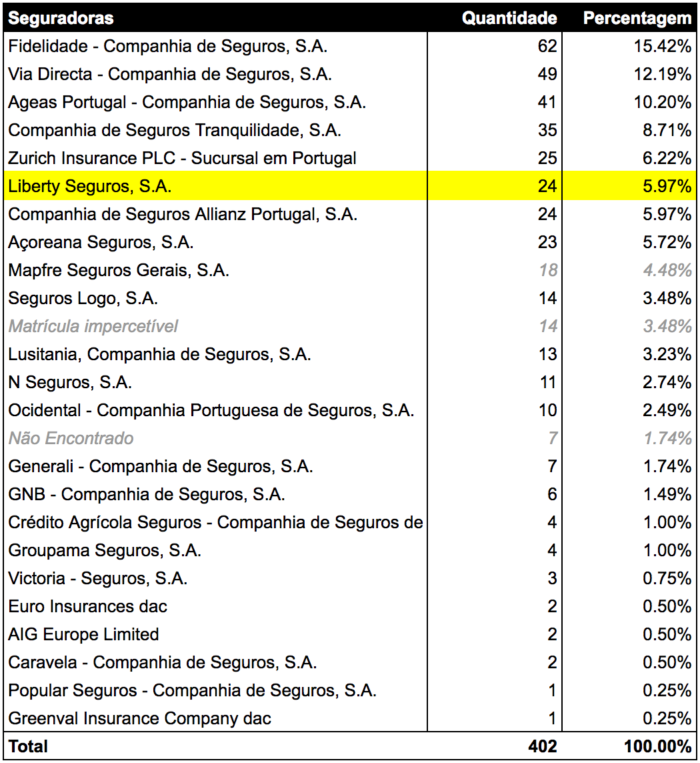 Seguradoras Quantidade Percentagem
Fidelidade - Companhia de Seguros, S.A. 62 15.42%
Via Directa - Companhia de Seguros, S.A. 49 12.19%
Ageas Portugal - Companhia de Seguros, S.A. 41 10.20%
Companhia de Seguros Tranquilidade, S.A. 35 8.71%
Zurich Insurance PLC - Sucursal em Portugal 25 6.22%
Liberty Seguros, S.A. 24 5.97%
Companhia de Seguros Allianz Portugal, S.A. 24 5.97%
Açoreana Seguros, S.A. 23 5.72%
Mapfre Seguros Gerais, S.A. 18 4.48%
Seguros Logo, S.A. 14 3.48%
Matrícula impercetível 14 3.48%
Lusitania, Companhia de Seguros, S.A. 13 3.23%
N Seguros, S.A. 11 2.74%
Ocidental - Companhia Portuguesa de Seguros, S.A. 10 2.49%
Não Encontrado 7 1.74%
Generali - Companhia de Seguros, S.A. 7 1.74%
GNB - Companhia de Seguros, S.A. 6 1.49%
Crédito Agrícola Seguros - Companhia de Seguros de 4 1.00%
Groupama Seguros, S.A. 4 1.00%
Victoria - Seguros, S.A. 3 0.75%
Euro Insurances dac 2 0.50%
AIG Europe Limited 2 0.50%
Caravela - Companhia de Seguros, S.A. 2 0.50%
Popular Seguros - Companhia de Seguros, S.A. 1 0.25%
Greenval Insurance Company dac 1 0.25%
Total 402 100.00%